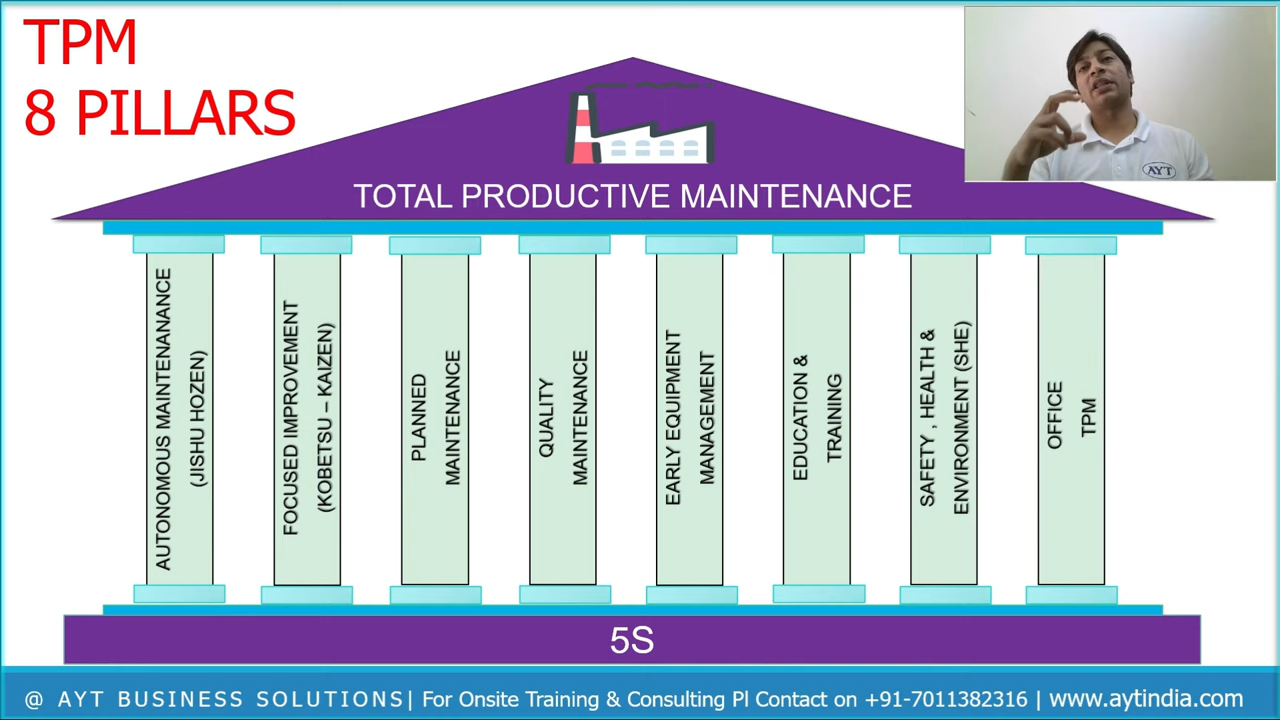 TPM
8 PILLARS
AYT
TOTAL PRODUCTIVE MAINTENANCE
AUTONOMOUS MAINTENANANCE
(JISHU HOZEN)
FOCUSED IMPROVEMENT
(KOBETSU – KAIZEN)
PLANNED
MAINTENANCE
QUALITY
MAINTENANCE
EARLY EQUIPMENT
MANAGEMENT
EDUCATION &
TRAINING
SAFETY , HEALTH &
ENVIRONMENT (SHE)
OFFICE
TPM
5S
@ AYT BUSINESS SOLUTIONS| For Onsite Training & Consulting Pl Contact on +91-7011382316 | www.aytindia.com